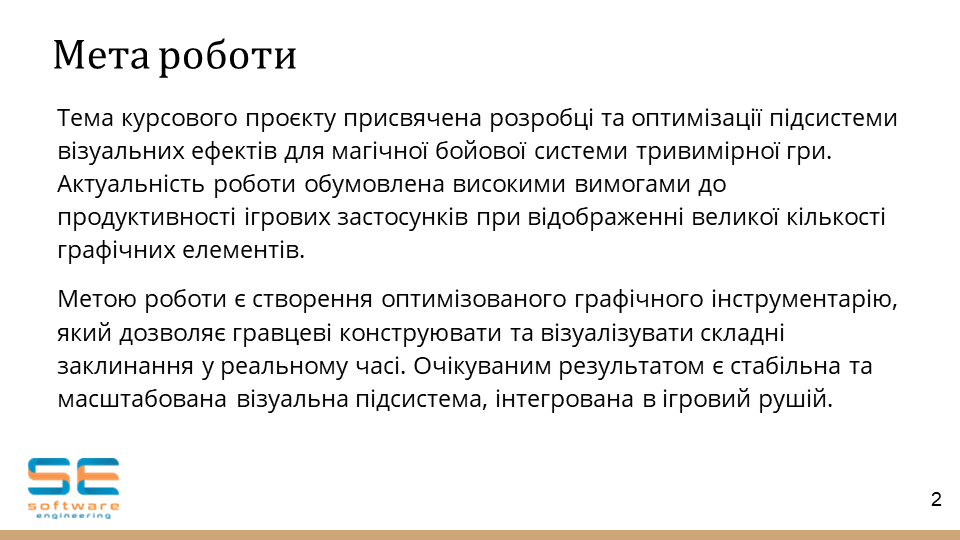 Мета роботи
Тема курсового проєкту присвячена розробці та оптимізації підсистеми
візуальних ефектів для магічної бойової системи тривимірної гри.
Актуальність роботи обумовлена високими вимогами до
продуктивності ігрових застосунків при відображенні великої кількості
графічних елементів.
Метою роботи є створення оптимізованого графічного інструментарію,
який дозволяє гравцеві конструювати та візуалізувати складні
заклинання у реальному часі. Очікуваним результатом є стабільна та
масштабована візуальна підсистема, інтегрована в ігровий рушій.
SE
software
engineering
2